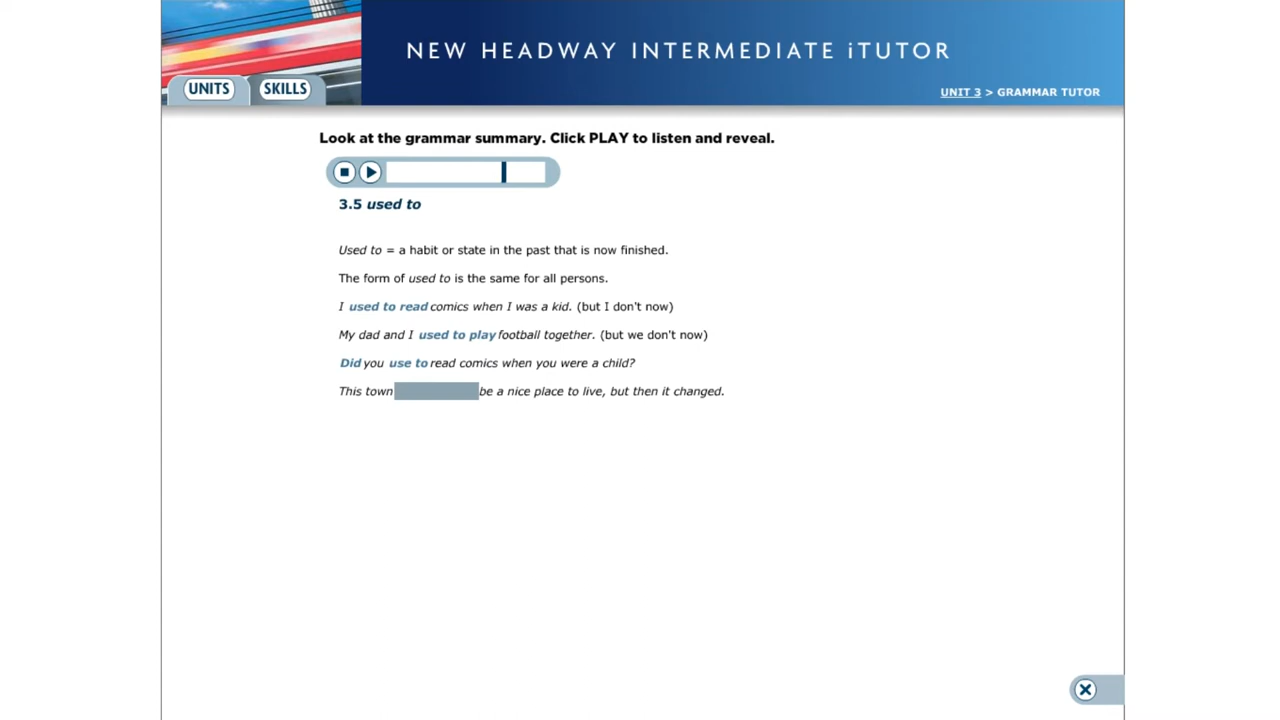 NEW HEADWAY INTERMEDIATE iTUTOR
UNITS
SKILLS
UNIT 3 > GRAMMAR TUTOR
Look at the grammar summary. Click PLAY to listen and reveal.
3.5 used to
Used to = a habit or state in the past that is now finished.
The form of used to is the same for all persons.
I used to read comics when I was a kid. (but I don't now)
My dad and I used to play football together. (but we don't now)
Did you use to read comics when you were a child?
This town be a nice place to live, but then it changed.